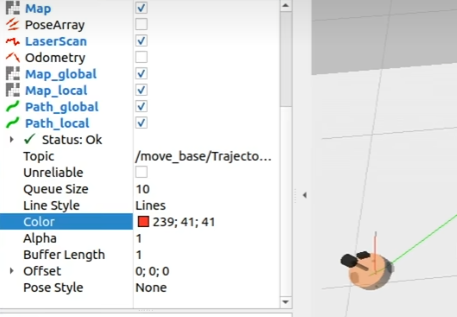 Map
PoseArray
LaserScan
Odometry
Map_global
Map_local
Path_global
Path_local
Status: Ok
Topic /move_base/Trajecto...
Unreliable
Queue Size 10
Line Style Lines
Color 239; 41; 41
Alpha 1
Buffer Length 1
Offset 0; 0; 0
Pose Style None